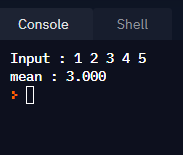 Console Shell
Input : 1 2 3 4 5
mean : 3.000